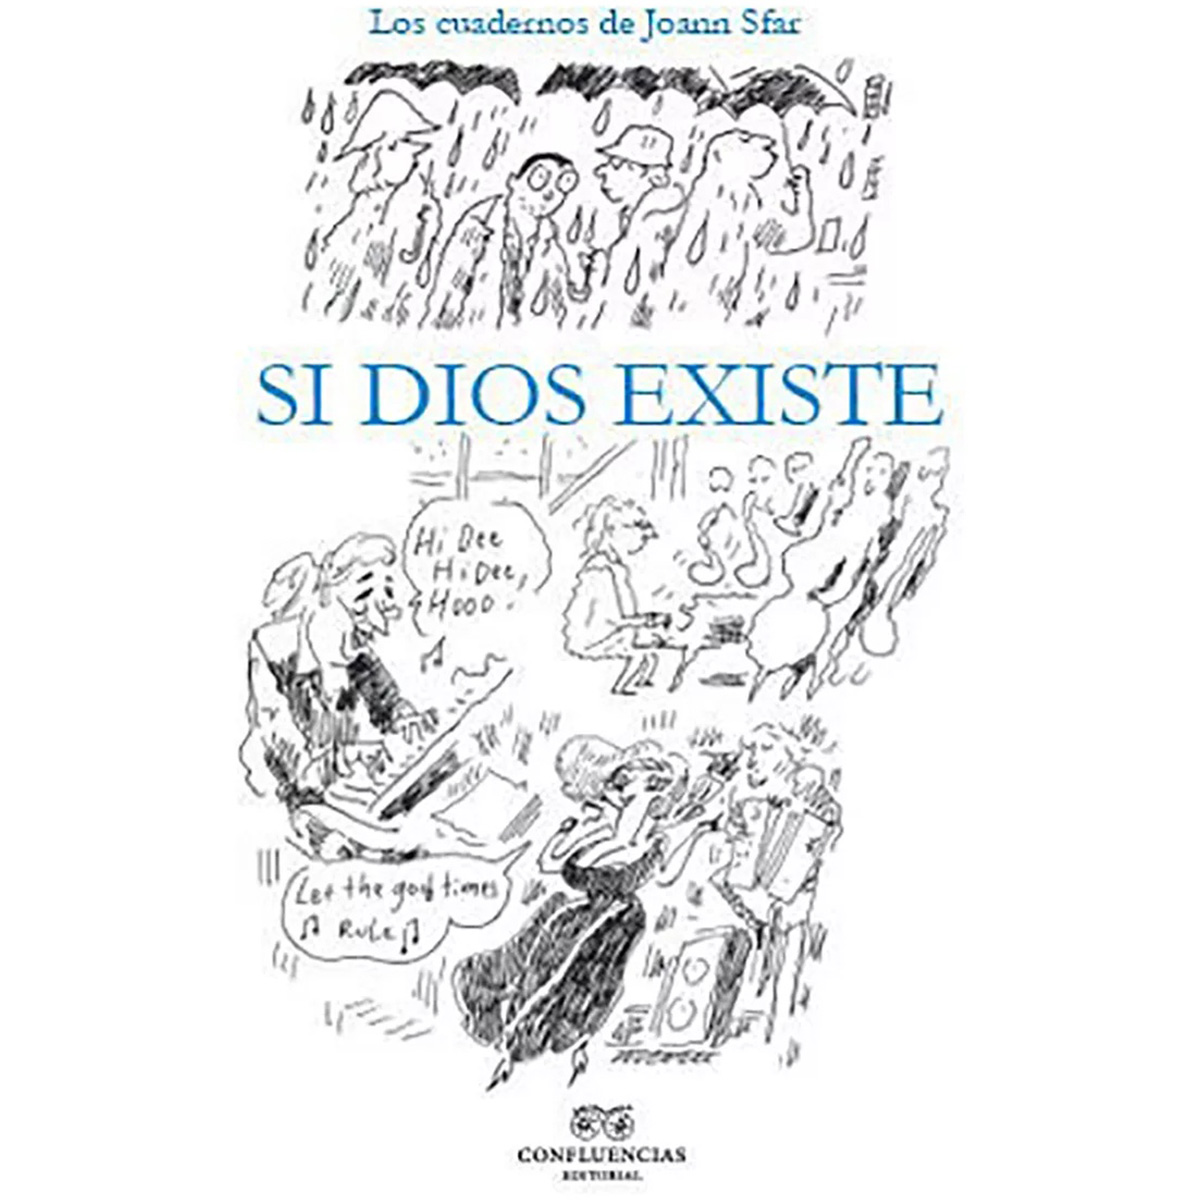 Los cuadernos de Joann Sfar
SI DIOS EXISTE
Hi Dee
Hi Dee,
Hooo.
Let the good times
RULE
CONFLUENCIAS
EDITORIAL